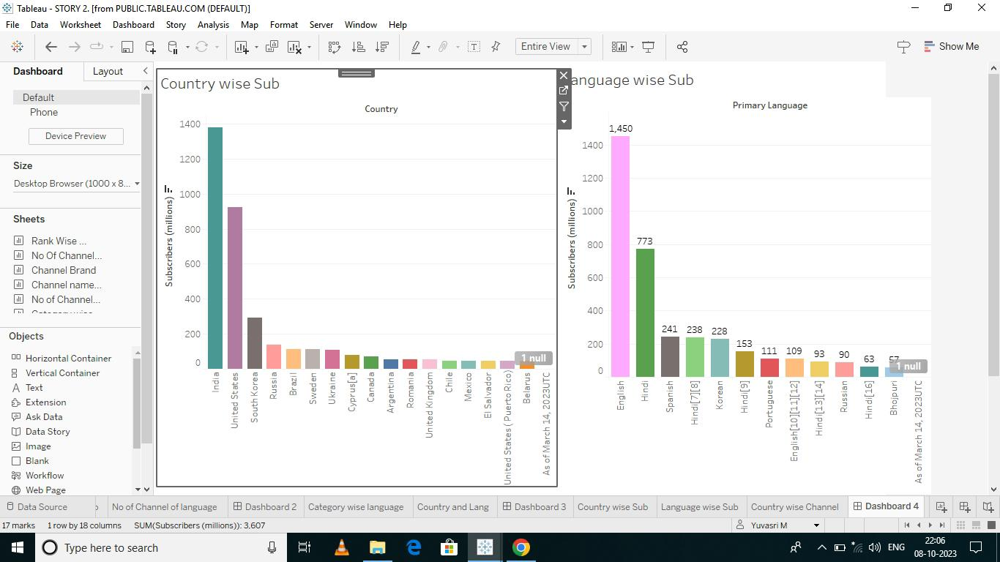 Tableau - STORY 2. [from PUBLIC.TABLEAU.COM (DEFAULT)]
File Data Worksheet Dashboard Story Analysis Map Format Server Window Help
Entire View
Show Me
Dashboard Layout
Default
Phone
Device Preview
Size
Desktop Browser (1000 x 8...
Sheets
Rank Wise ...
No Of Channel...
Channel Brand
Channel name...
No of Channel...
Objects
Horizontal Container
Vertical Container
Text
Extension
Ask Data
Data Story
Image
Blank
Workflow
Web Page
Country wise Sub
Country
Subscribers (millions)
1400
1200
1000
800
600
400
200
0
1 null
India
United States
South Korea
Russia
Brazil
Sweden
Ukraine
Cyprus[a]
Canada
Argentina
Romania
United Kingdom
Chile
Mexico
El Salvador
United States ( Puerto Rico)
Belarus
As of March 14, 2023UTC
anguage wise Sub
Primary Language
Subscribers (millions)
1400
1200
1000
800
600
400
200
0
1,450
773
241
238
228
153
111
109
93
90
63
57
1 null
English
Hindi
Spanish
Hindi[7][8]
Korean
Hindi[9]
Portuguese
English[10][11][12]
Hindi[13][14]
Russian
Hindi[16]
Bhojpuri
As of March 14, 2023UTC
Data Source No of Channel of language Dashboard 2 Category wise language Country and Lang Dashboard 3 Country wise Sub Language wise Sub Country wise Channel Dashboard 4
17 marks 1 row by 18 columns SUM(Subscribers (millions)): 3,607 Yuvasri M
Type here to search
ENG
22:06
08-10-2023